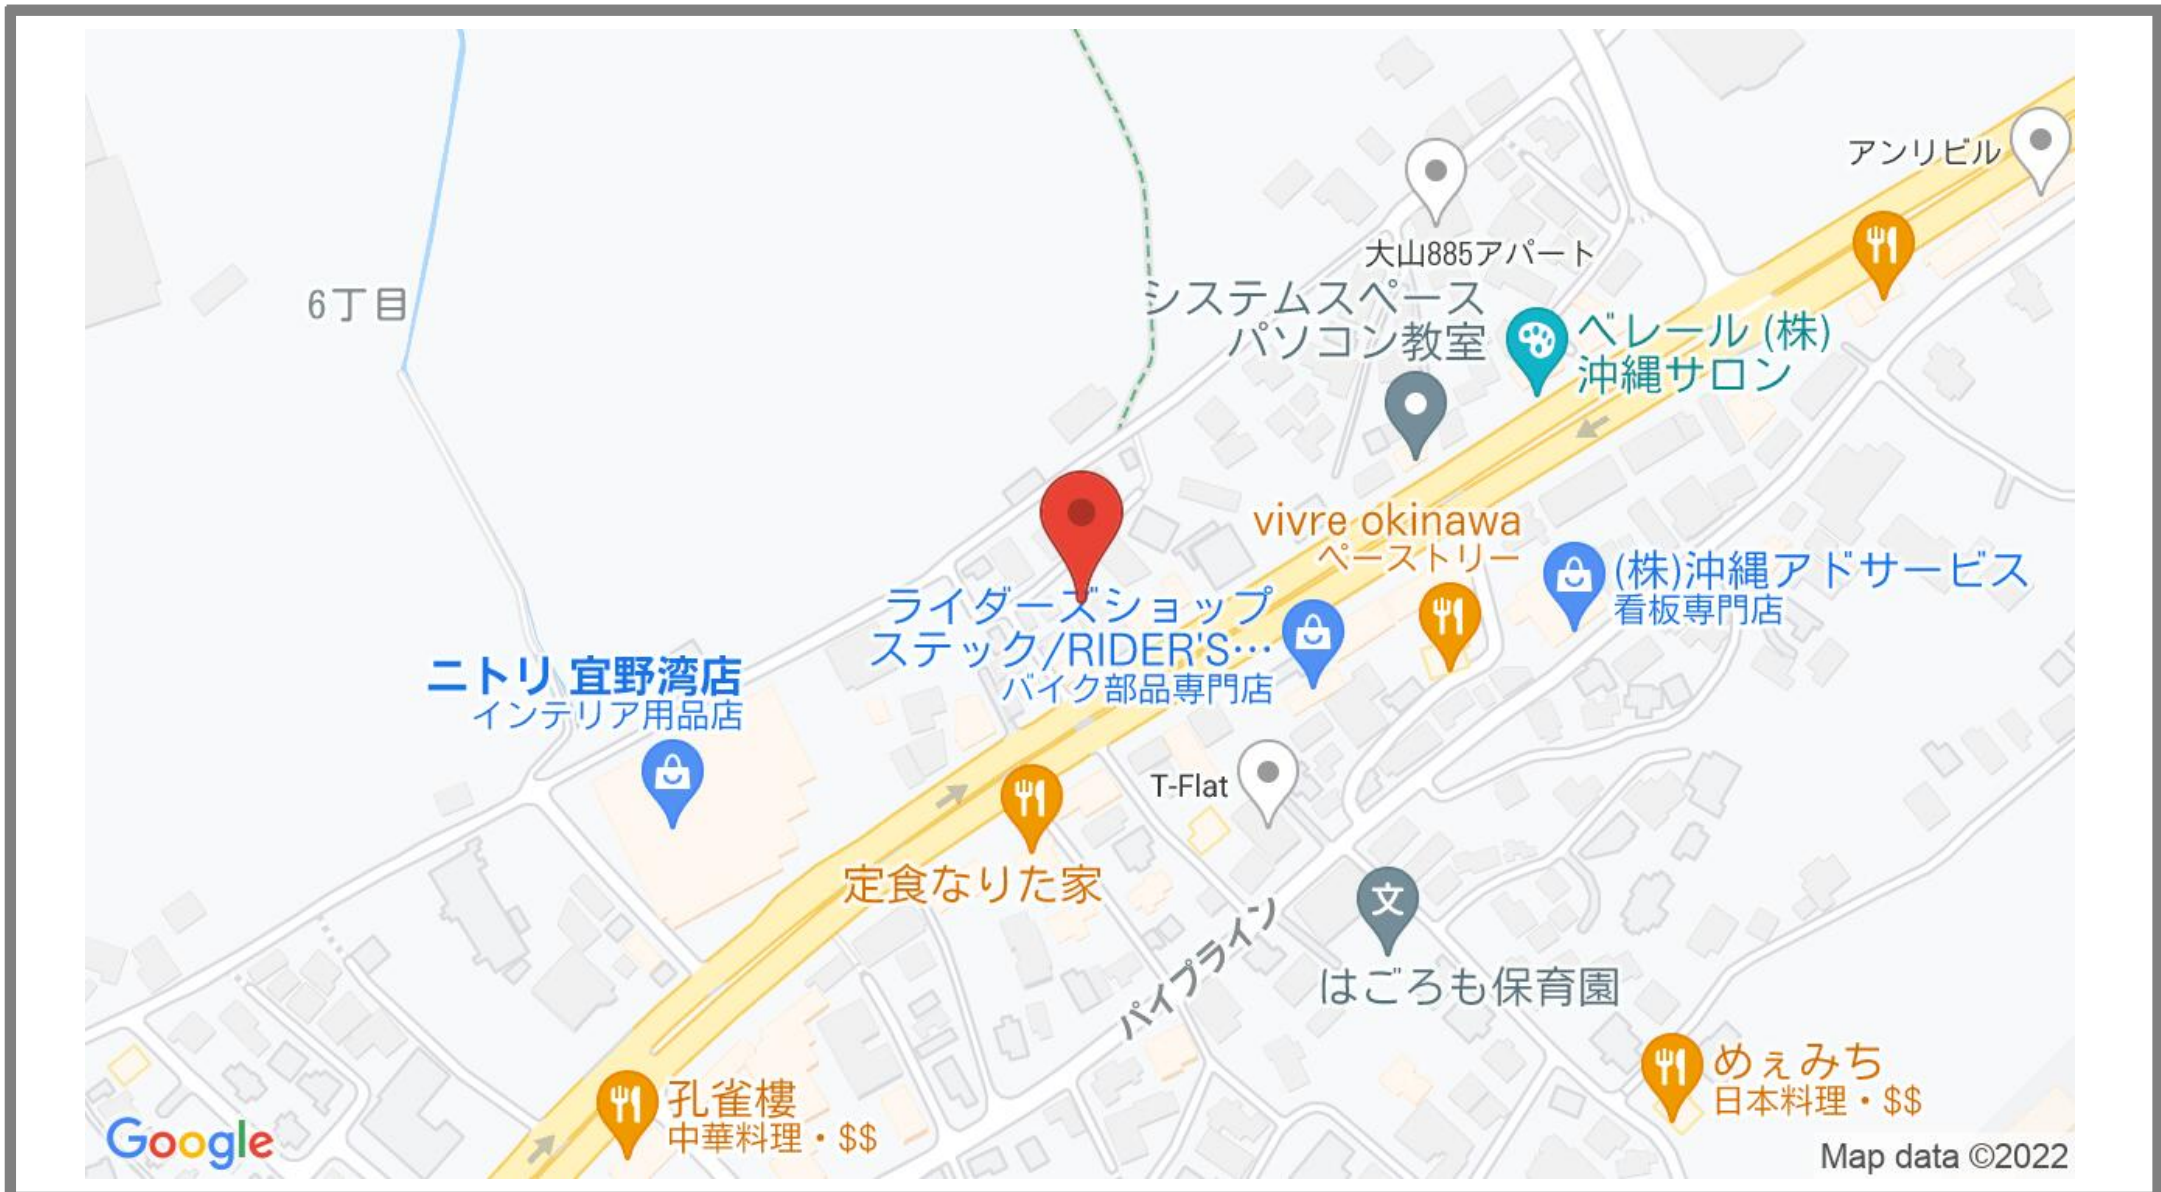 アンリビル
大山885アパート
システムスペース
パソコン教室
ベレール (株)
沖縄サロン
6丁目
vivre okinawa
ペーストリー
(株)沖縄アドサービス
看板専門店
ライダーズショップ
ステック/RIDER'S…
バイク部品専門店
ニトリ 宜野湾店
インテリア用品店
T-Flat
定食なりた家
文
パイプライン
はごろも保育園
めぇみち
日本料理・$$
孔雀樓
中華料理・$$
Google
Map data ©2022